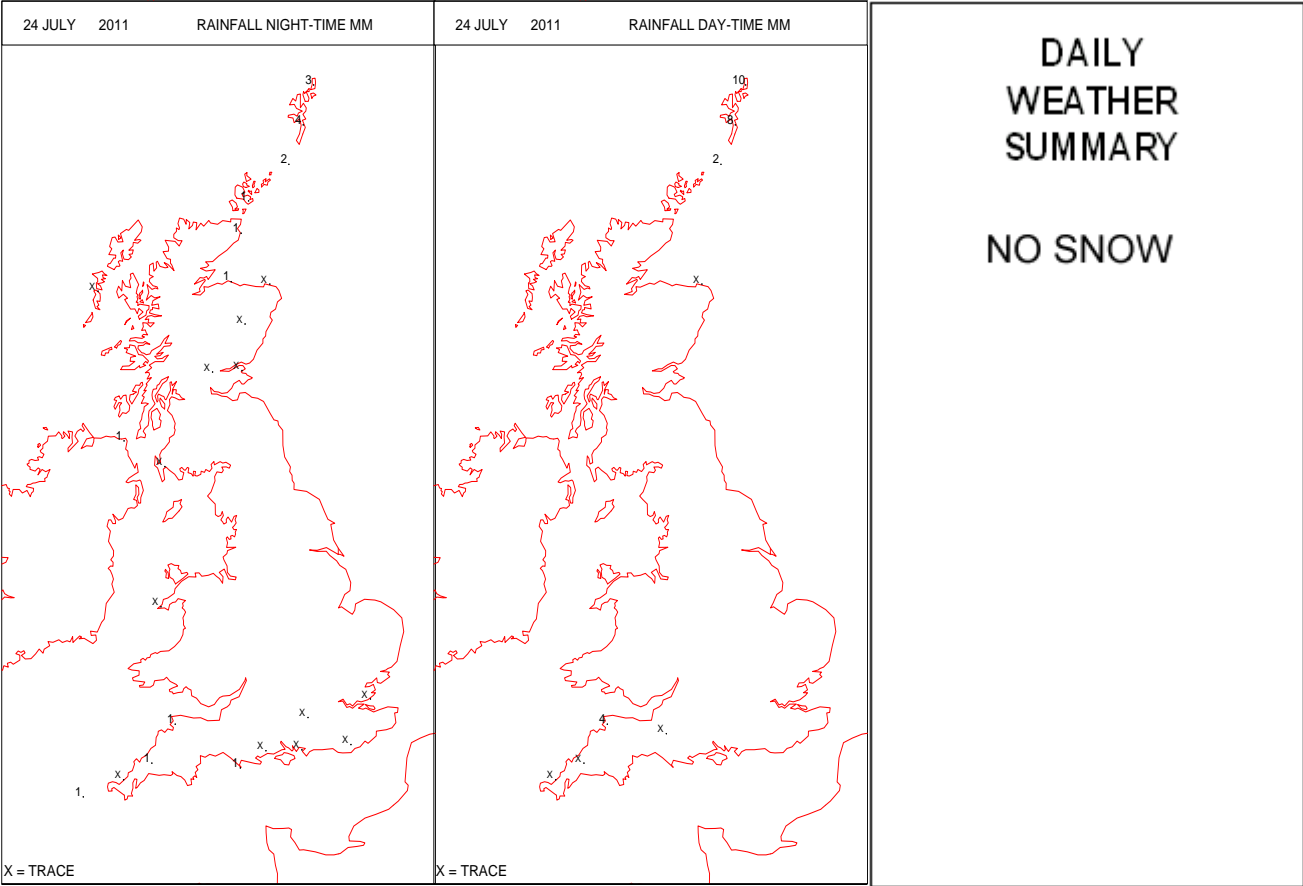 24 JULY 2011 RAINFALL NIGHT-TIME MM
3.
4.
2.
1.
1.
1.
X.
X
X.
X.
X.
1.
X.
X.
X.
X.
1.
X.
X.
X.
1.
1.
X.
1.
X = TRACE
24 JULY 2011 RAINFALL DAY-TIME MM
10.
8.
2.
X.
4.
X.
X.
X.
X = TRACE
DAILY
WEATHER
SUMMARY
NO SNOW